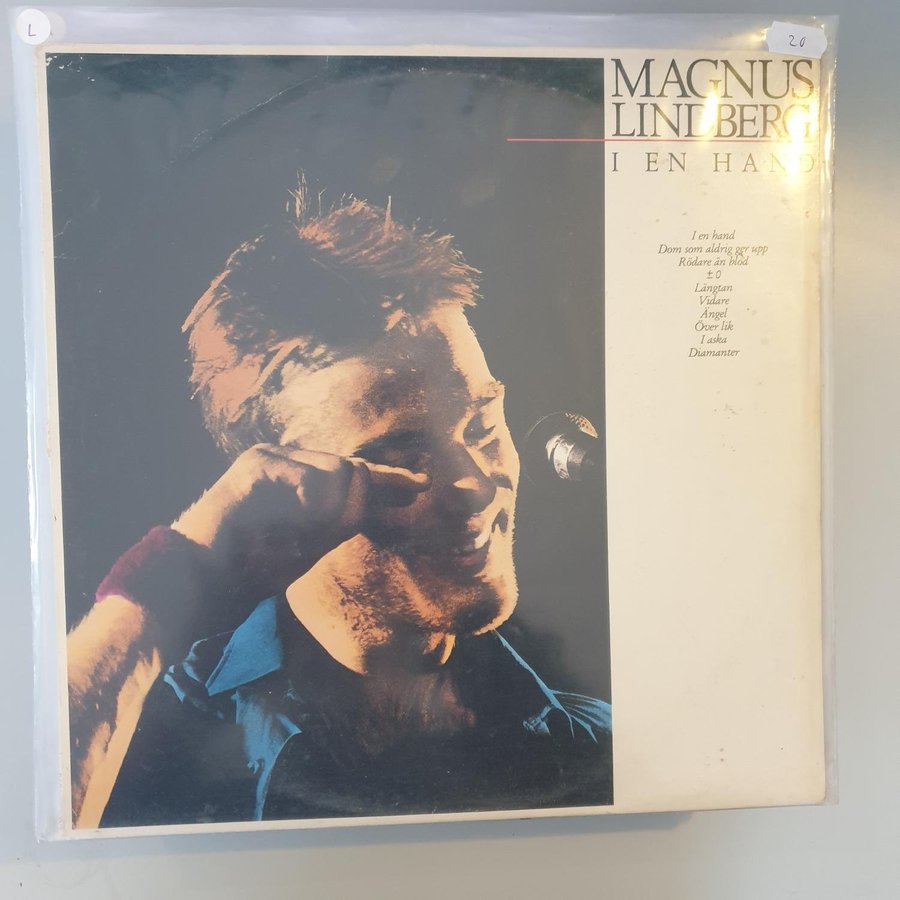 L
20
MAGNUS
LINDBERG
I EN HAND
I en hand
Dom som aldrig ger upp
Rödare än blod
±0
Längtan
Vidare
Ängel
Över lik
I aska
Diamanter